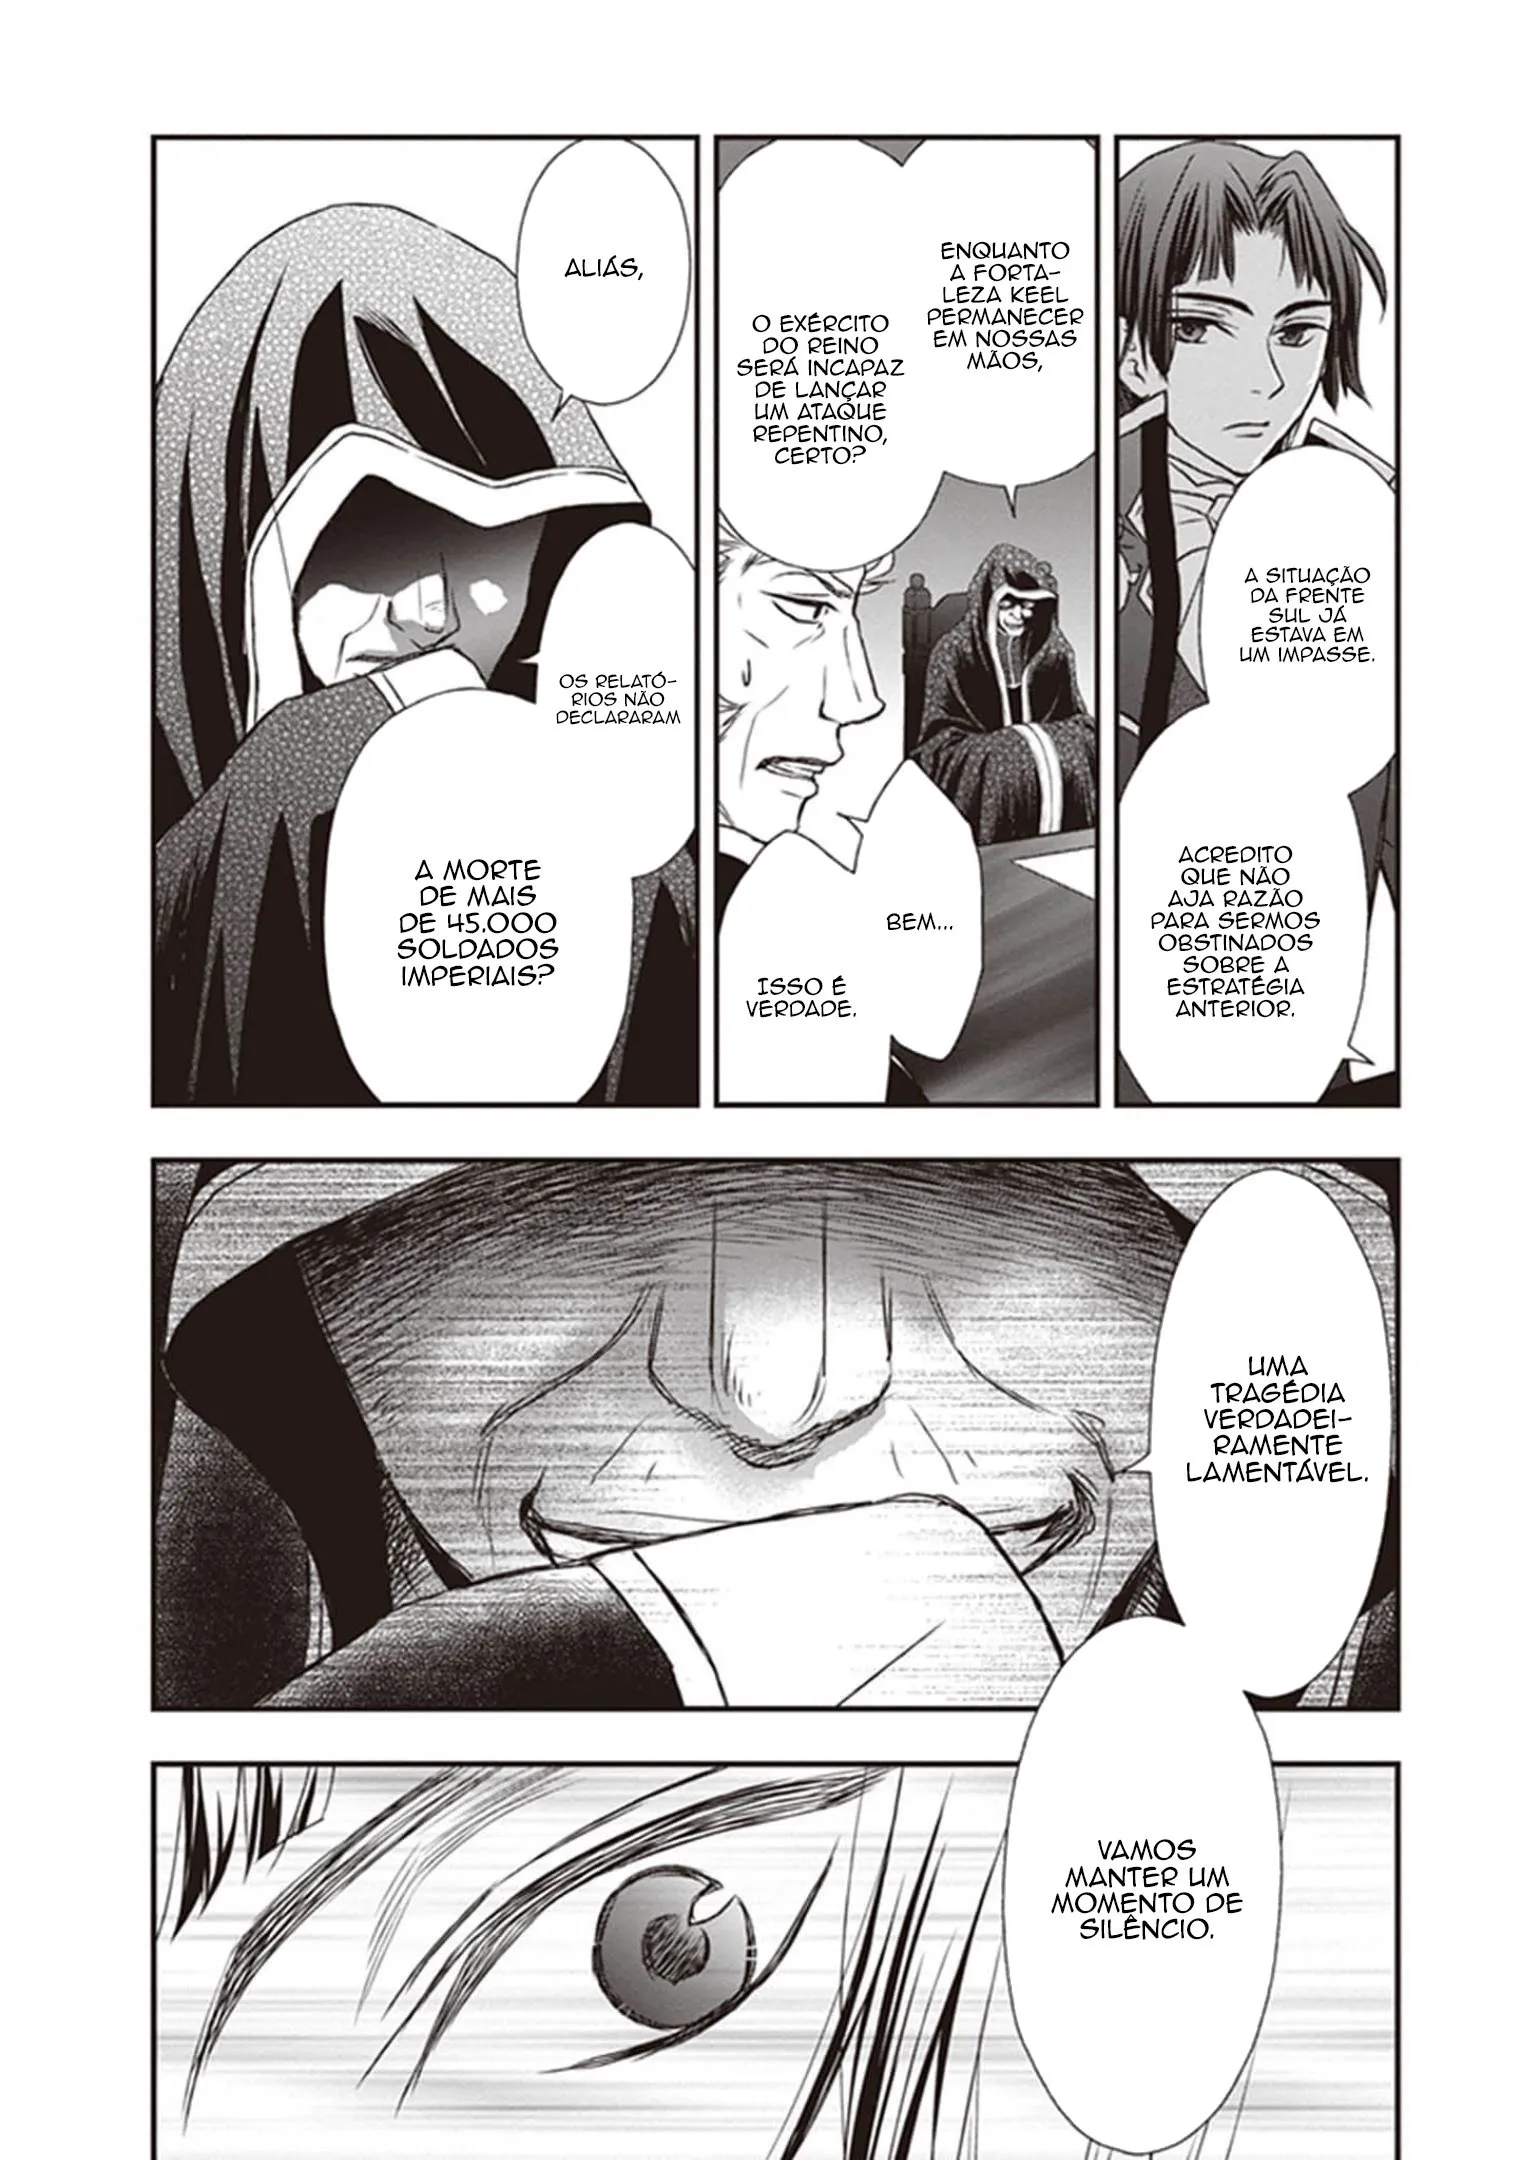 A SITUAÇÃO
DA FRENTE
SUL JÁ
ESTAVA EM
UM IMPASSE.
ACREDITO
QUE NÃO
AJA RAZÃO
PARA SERMOS
OBSTINADOS
SOBRE A
ESTRATÉGIA
ANTERIOR.
ENQUANTO
A FORTA-
LEZA KEEL
PERMANECER
EM NOSSAS
MÃOS,
O EXÉRCITO
DO REINO
SERÁ INCAPAZ
DE LANÇAR
UM ATAQUE
REPENTINO,
CERTO?
BEM...
ISSO É
VERDADE.
ALIÁS,
OS RELATÓ-
RIOS NÃO
DECLARARAM
A MORTE
DE MAIS
DE 45.000
SOLDADOS
IMPERIAIS?
UMA
TRAGÉDIA
VERDADEI-
RAMENTE
LAMENTÁVEL.
VAMOS
MANTER UM
MOMENTO DE
SILÊNCIO.